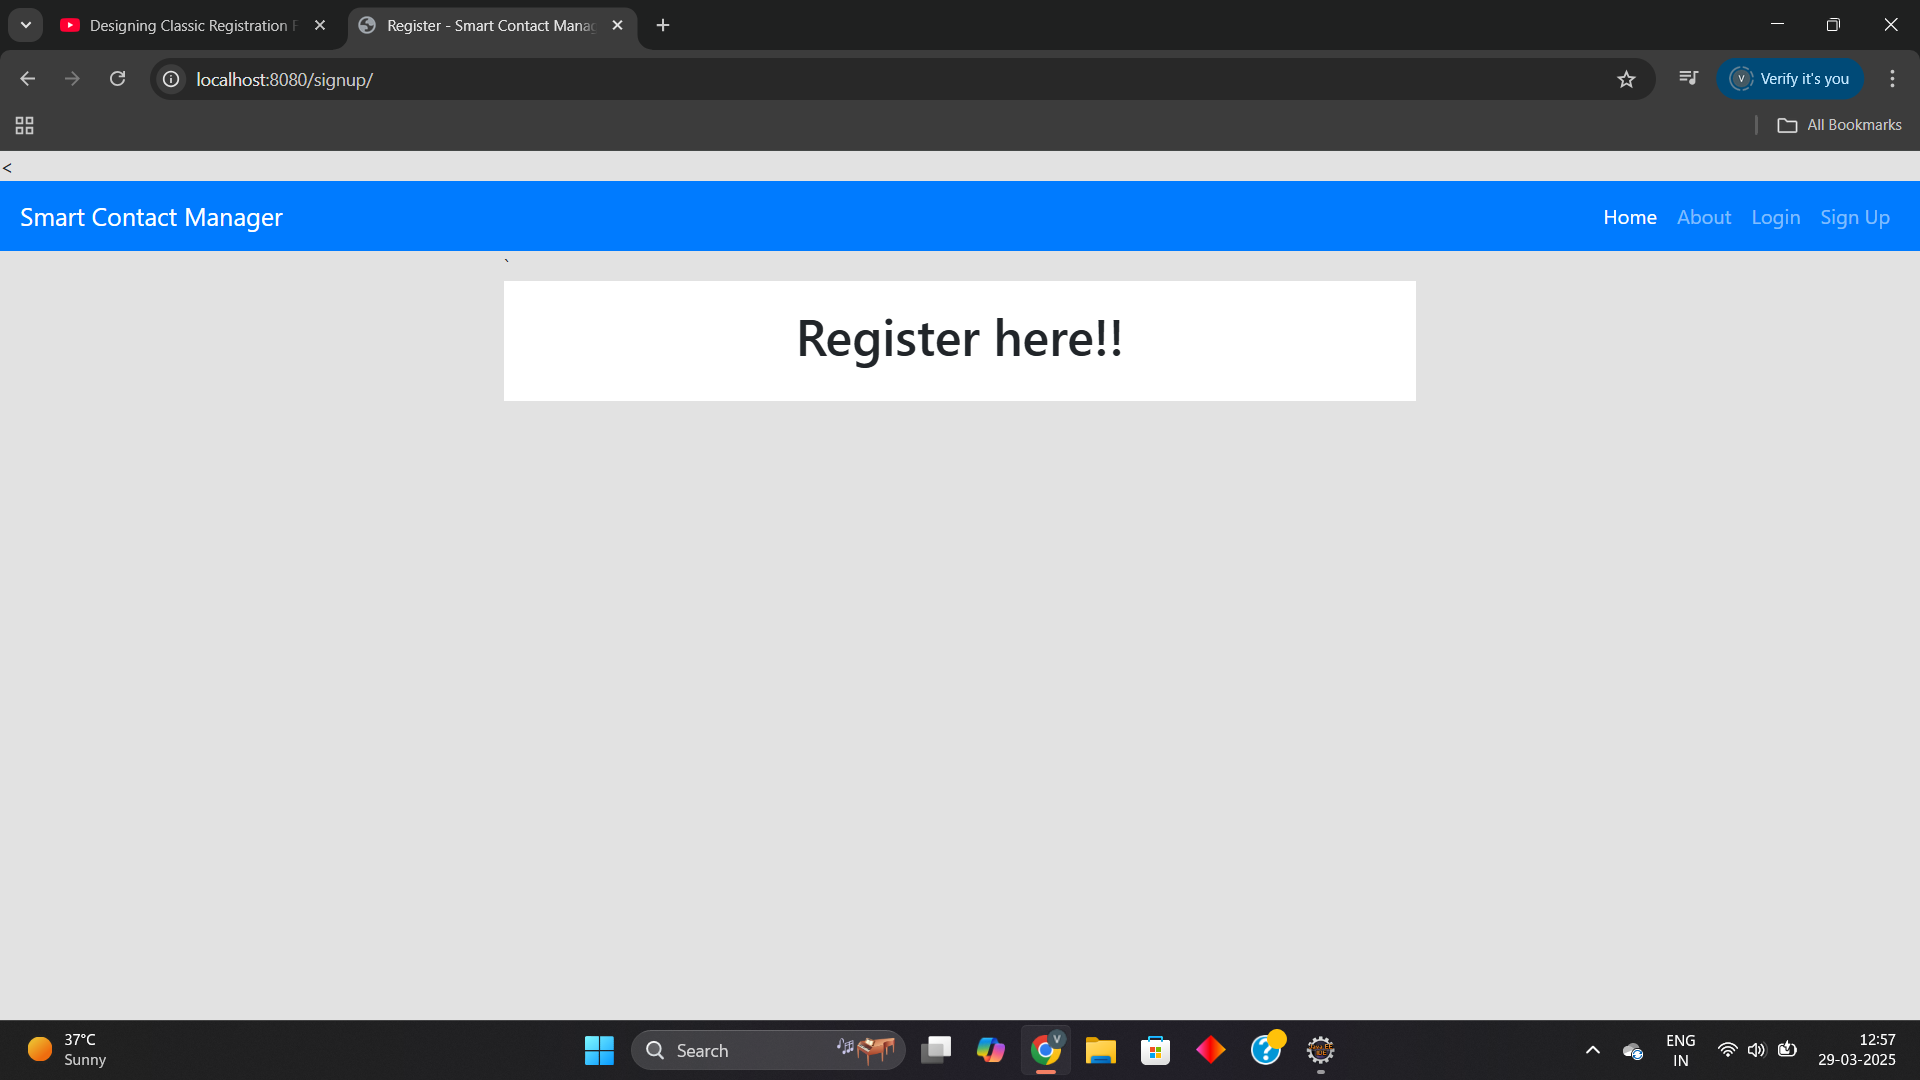 Designing Classic Registration F
Register - Smart Contact Manag
localhost:8080/signup/
V
Verify it's you
All Bookmarks
<
Smart Contact Manager
Home
About
Login
Sign Up
`
Register here!!
37°C
Sunny
Search
V
ENG
IN
12:57
29-03-2025